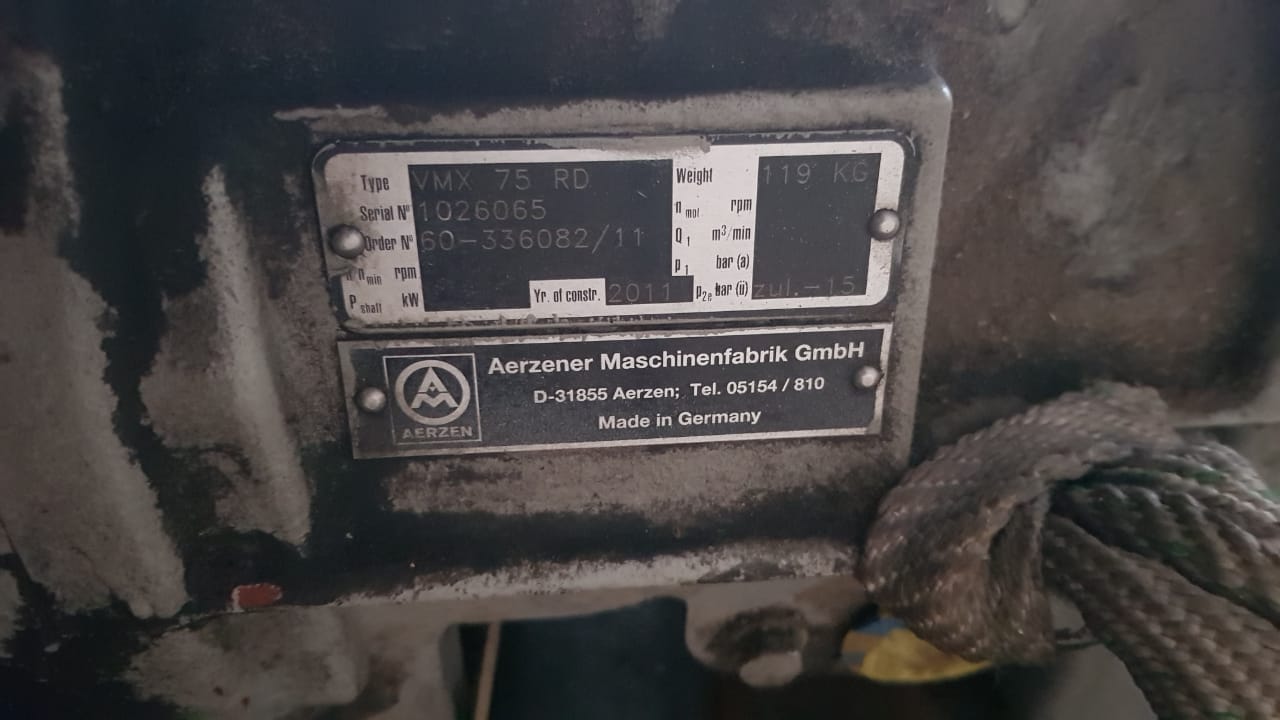 Type VMX 75 RD
Serial Nº 1026065
Order Nº 60-336082/11
n min rpm
P shaft kW
Yr. of constr. 2011
Weight 119 KG
rpm
Q1 m³/min
p1 bar (a)
p2e bar (ü) zul.-15
Aerzener Maschinenfabrik GmbH
D-31855 Aerzen; Tel. 05154 / 810
Made in Germany
AERZEN